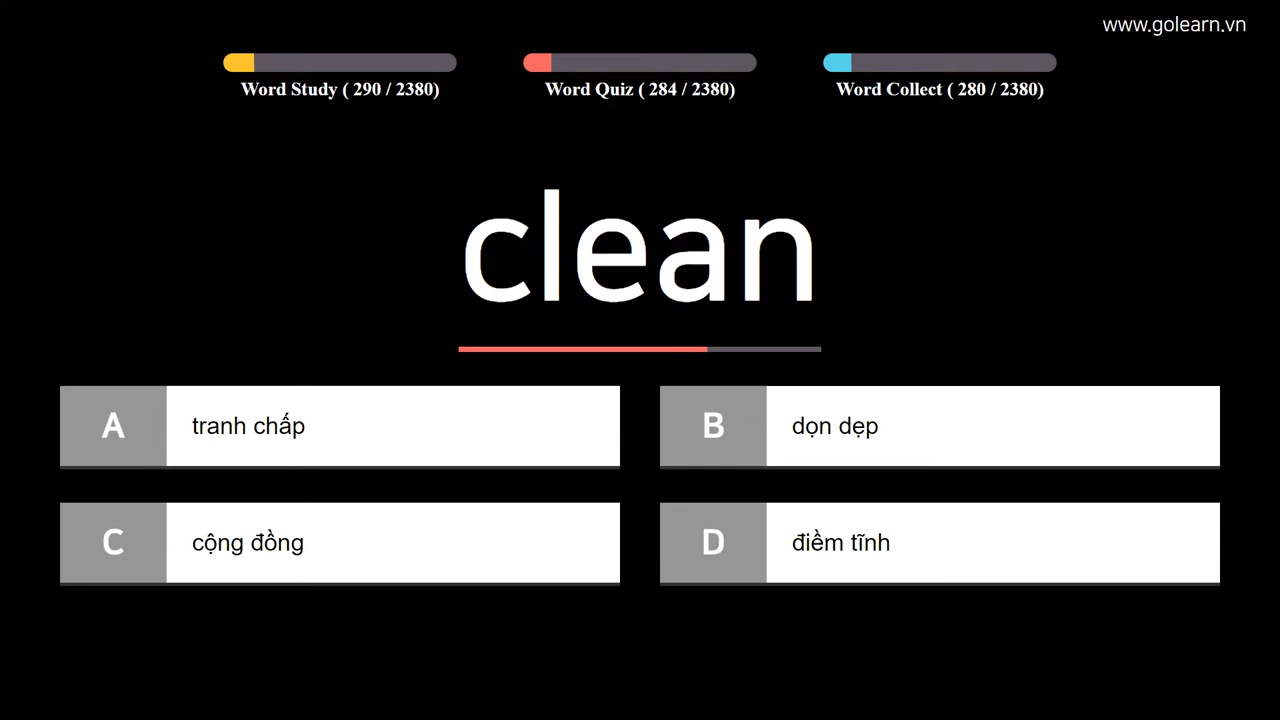 www.golearn.vn
Word Study ( 290 / 2380)
Word Quiz ( 284 / 2380)
Word Collect ( 280 / 2380)
clean
A tranh chấp
B dọn dẹp
C cộng đồng
D điềm tĩnh